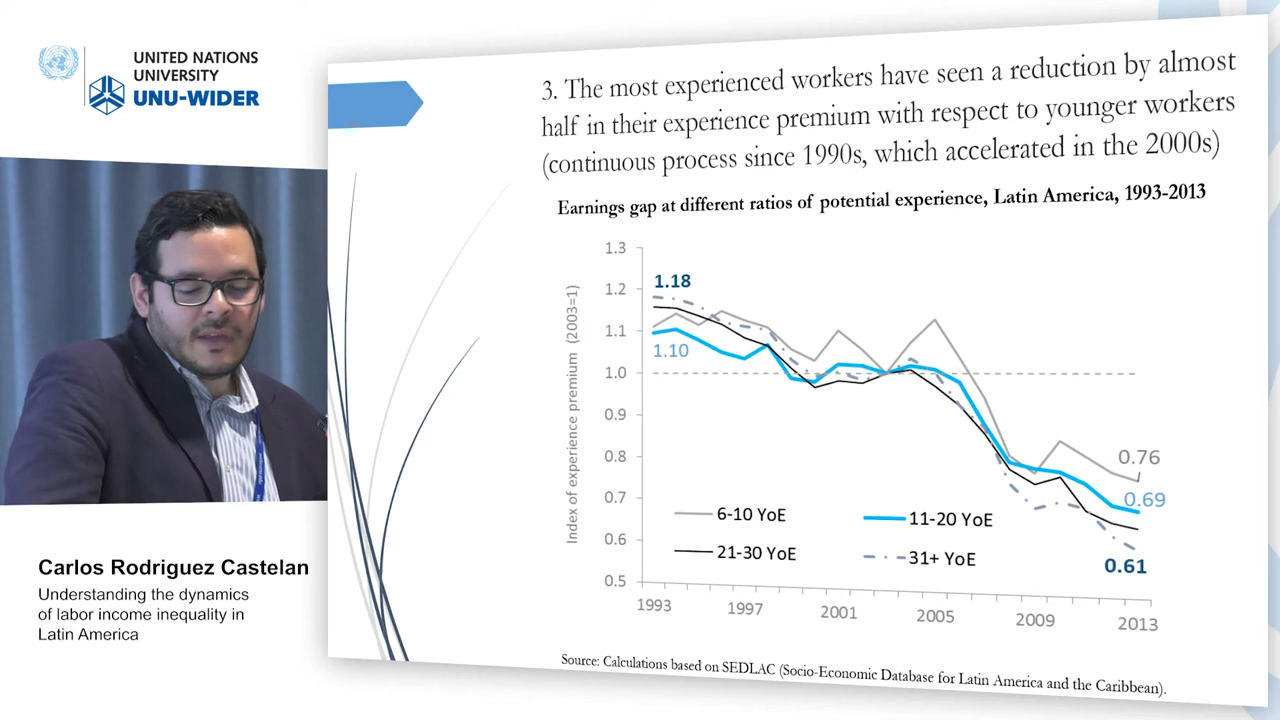 UNITED NATIONS
UNIVERSITY
UNU-WIDER
3. The most experienced workers have seen a reduction by almost
half in their experience premium with respect to younger workers
(continuous process since 1990s, which accelerated in the 2000s)
Earnings gap at different ratios of potential experience, Latin America, 1993-2013
Index of experience premium (2003=1)
1.3
1.2
1.1
1.0
0.9
0.8
0.7
0.6
0.5
1.18
1.10
0.76
0.69
0.61
6-10 YoE
11-20 YoE
21-30 YoE
31+ YoE
1993
1997
2001
2005
2009
2013
Source: Calculations based on SEDLAC (Socio-Economic Database for Latin America and the Caribbean).
Carlos Rodriguez Castelan
Understanding the dynamics
of labor income inequality in
Latin America